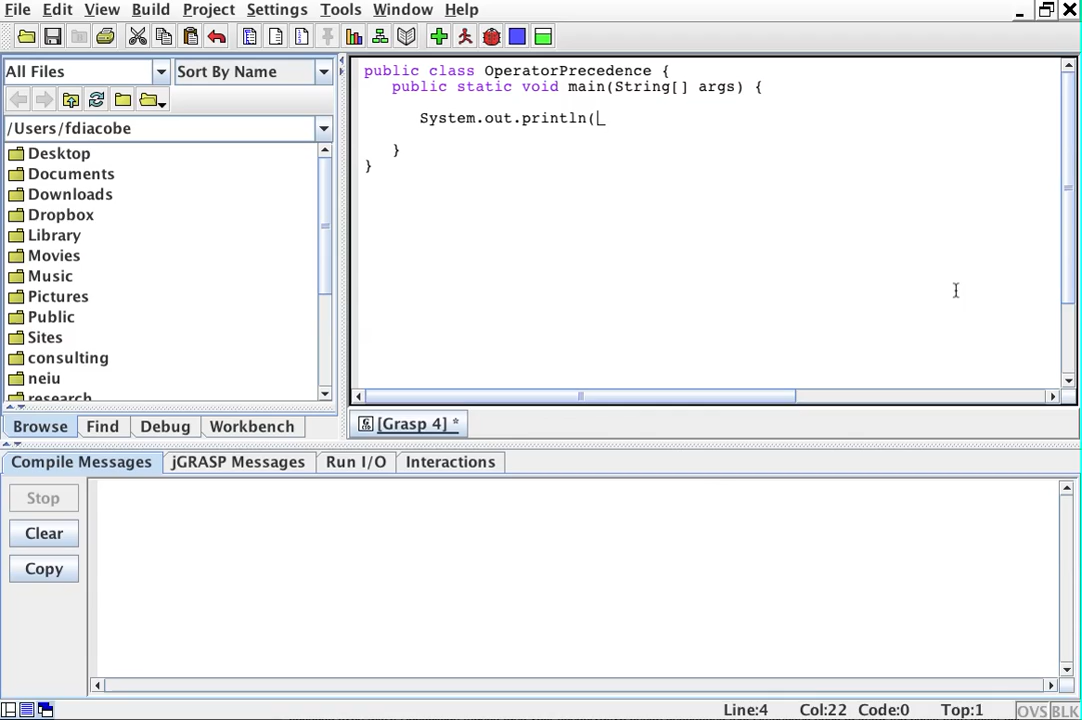 File Edit View Build Project Settings Tools Window Help
All Files Sort By Name
/Users/fdiacobe
Desktop
Documents
Downloads
Dropbox
Library
Movies
Music
Pictures
Public
Sites
consulting
neiu
research
Browse Find Debug Workbench
public class OperatorPrecedence {
public static void main(String[] args) {
System.out.println(
}
}
[Grasp 4] *
Compile Messages jGRASP Messages Run I/O Interactions
Stop
Clear
Copy
Line:4 Col:22 Code:0 Top:1 OVS BLK